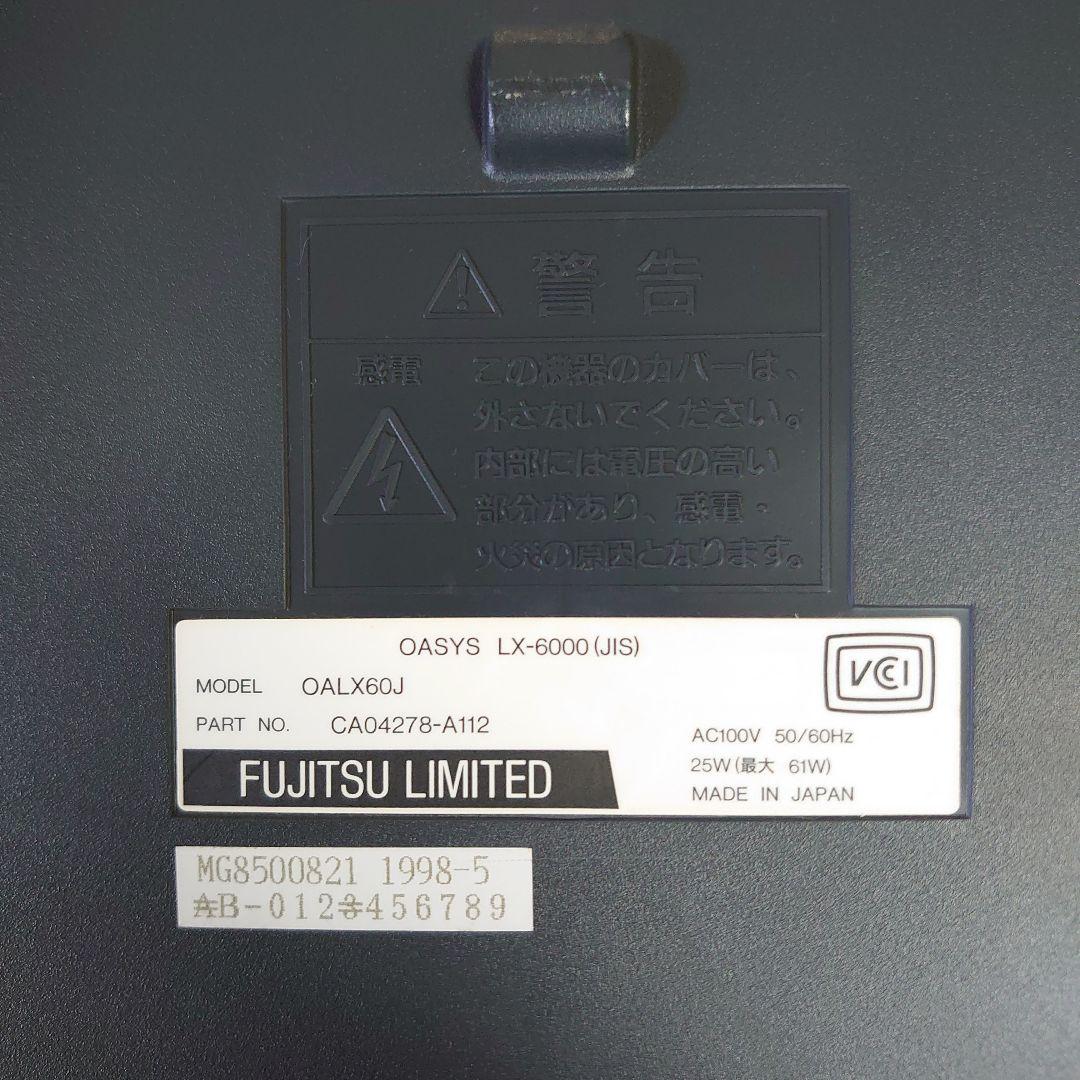 警告
感電
この機器のカバーは、
外さないでください。
内部には電圧の高い
部分があり、感電・
火災の原因となります。
OASYS LX-6000(JIS)
VCCI
MODEL OALX60J
PART NO. CA04278-A112
AC100V 50/60Hz
25W(最大 61W)
MADE IN JAPAN
FUJITSU LIMITED
MG8500821 1998-5
AB-0123456789